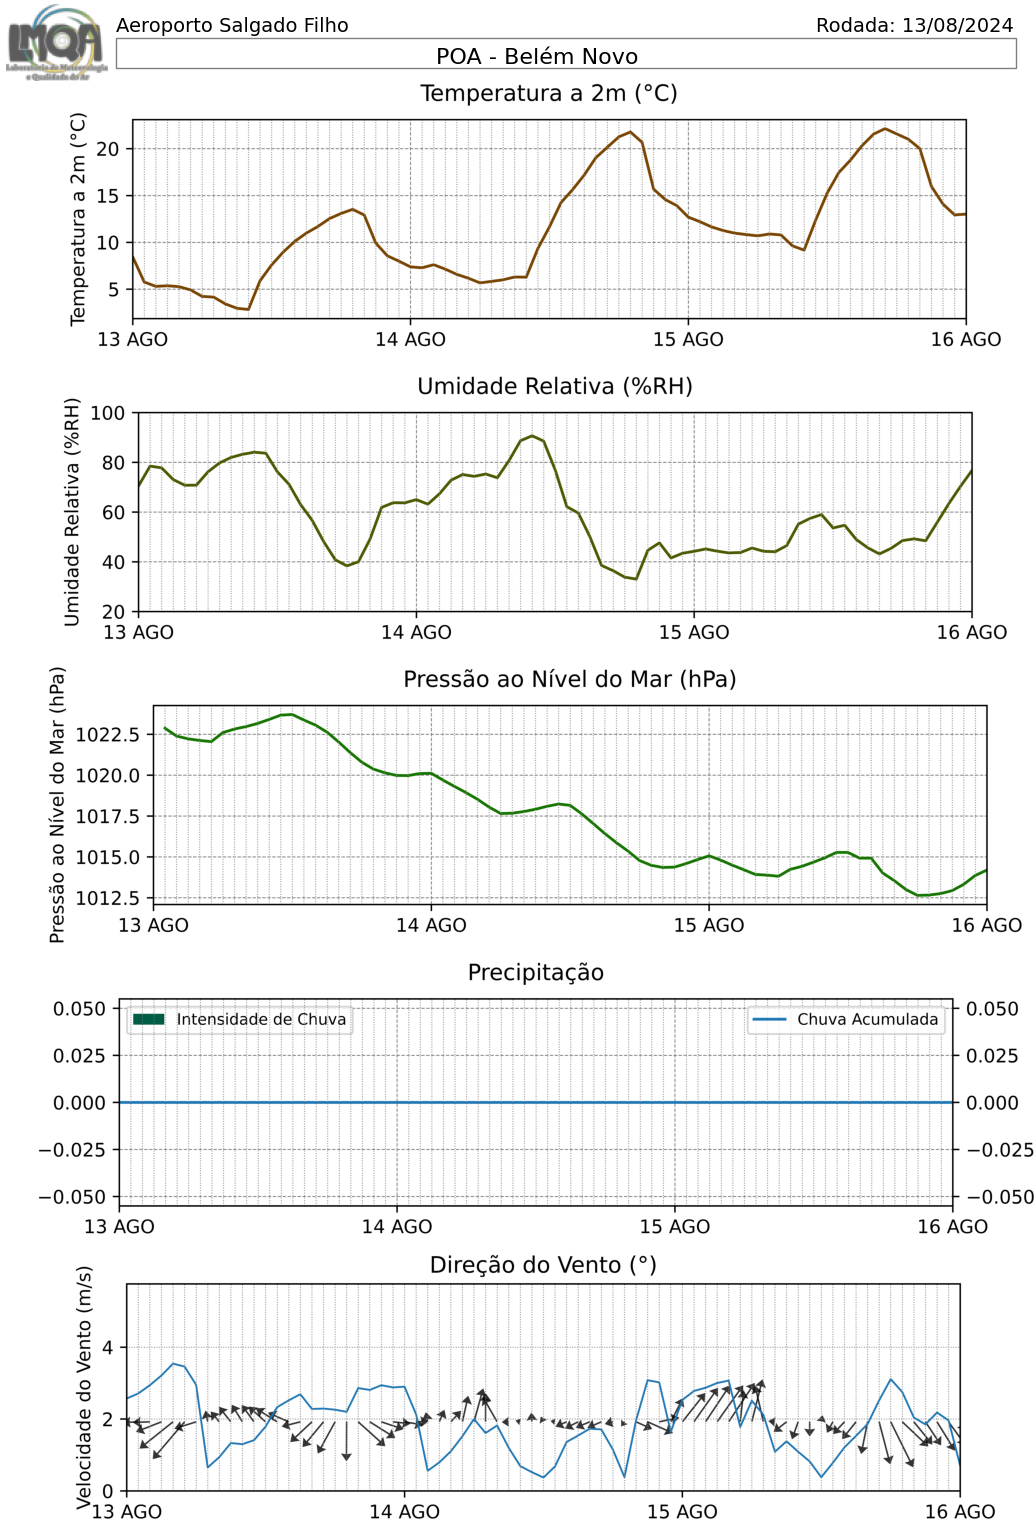 LMQA
Laboratório de Meteorologia
e Qualidade do Ar
Aeroporto Salgado Filho
Rodada: 13/08/2024
POA - Belém Novo
Temperatura a 2m (°C)
Temperatura a 2m (°C)
20
15
10
5
13 AGO 14 AGO 15 AGO 16 AGO
Umidade Relativa (%RH)
Umidade Relativa (%RH)
100
80
60
40
20
13 AGO 14 AGO 15 AGO 16 AGO
Pressão ao Nível do Mar (hPa)
Pressão ao Nível do Mar (hPa)
1022.5
1020.0
1017.5
1015.0
1012.5
13 AGO 14 AGO 15 AGO 16 AGO
Precipitação
0.050 0.050
Intensidade de Chuva Chuva Acumulada
0.025 0.025
0.000 0.000
−0.025 −0.025
−0.050 −0.050
13 AGO 14 AGO 15 AGO 16 AGO
Direção do Vento (°)
Velocidade do Vento (m/s)
4
2
0
13 AGO 14 AGO 15 AGO 16 AGO